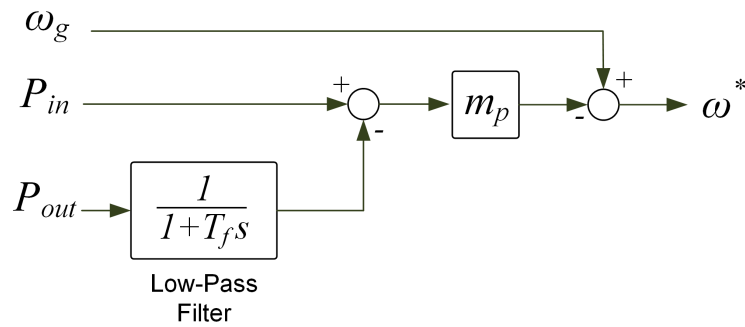 ω_g
P_in
P_out
+
-
m_p
-
+
ω*
1
1+T_f s
Low-Pass
Filter